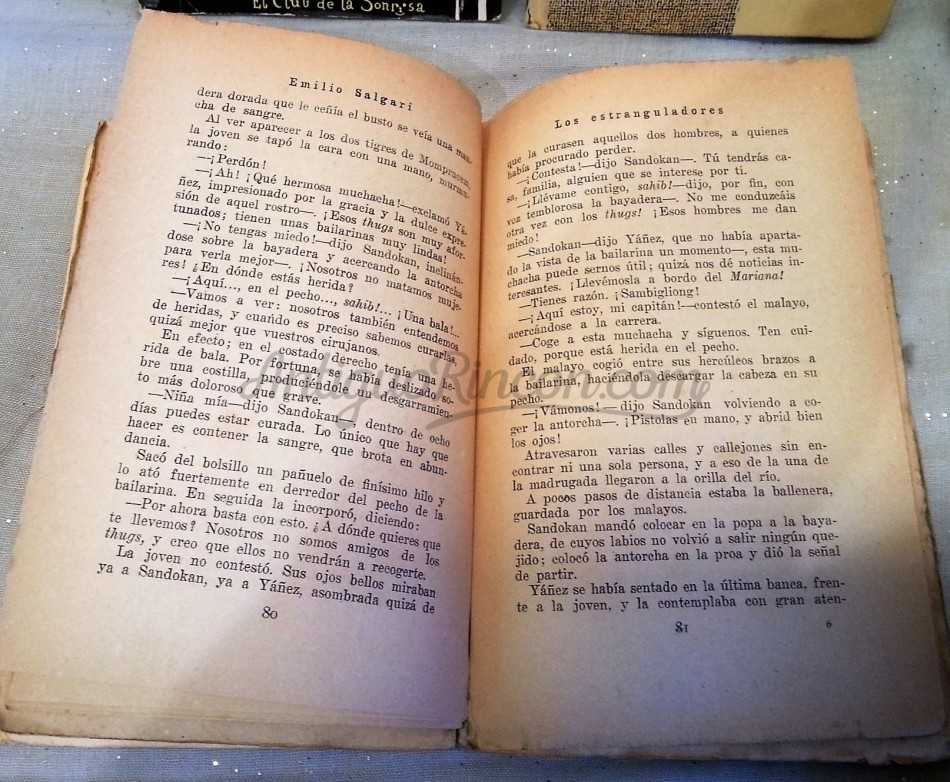 El Club de la Sonrisa
Emilio Salgari
dera dorada que le ceñía el busto se veía una man-
cha de sangre.
Al ver aparecer a los dos tigres de Mompracem,
la joven se tapó la cara con una mano, murmu-
rando:
—¡Perdón!
—¡Ah! ¡Qué hermosa muchacha!—exclamó Yá-
ñez, impresionado por la gracia y la dulce expre-
sión de aquel rostro—. ¡Esos thugs son muy afor-
tunados; tienen unas bailarinas muy lindas!
—¡No tengas miedo!—dijo Sandokan, inclinán-
dose sobre la bayadera y acercando la antorcha
para verla mejor—. ¡Nosotros no matamos muje-
res! ¿En dónde estás herida?
—¡Aquí..., en el pecho..., sahib!... ¡Una bala!...
—Vamos a ver: nosotros también entendemos
de heridas, y cuando es preciso sabemos curarlas,
quizá mejor que vuestros cirujanos.
En efecto; en el costado derecho tenía una he-
rida de bala. Por fortuna, se había deslizado so-
bre una costilla, produciéndole un desgarramien-
to más doloroso que grave.
—Niña mía—dijo Sandokan—, dentro de ocho
días puedes estar curada. Lo único que hay que
hacer es contener la sangre, que brota en abun-
dancia.
Sacó del bolsillo un pañuelo de finísimo hilo y
lo ató fuertemente en derredor del pecho de la
bailarina. En seguida la incorporó, diciendo:
—Por ahora basta con esto. ¿A dónde quieres que
te llevemos? Nosotros no somos amigos de los
thugs, y creo que ellos no vendrán a recogerte.
La joven no contestó. Sus ojos bellos miraban
ya a Sandokan, ya a Yáñez, asombrada quizá de
80
Los estranguladores
que la curasen aquellos dos hombres, a quienes
había procurado perder.
—¡Contesta!—dijo Sandokan—. Tú tendrás ca-
sa, familia, alguien que se interese por ti.
—¡Llévame contigo, sahib!—dijo, por fin, con
voz temblorosa la bayadera—. No me conduzcáis
otra vez con los thugs! ¡Esos hombres me dan
miedo!
—Sandokan—dijo Yáñez, que no había aparta-
do la vista de la bailarina un momento—, esta mu-
chacha puede sernos útil; quizá nos dé noticias in-
teresantes. ¡Llevémosla a bordo del Mariana!
—Tienes razón. ¡Sambigliong!
—¡Aquí estoy, mi capitán!—contestó el malayo,
acercándose a la carrera.
—Coge a esta muchacha y síguenos. Ten cui-
dado, porque está herida en el pecho.
El malayo cogió entre sus hercúleos brazos a
la bailarina, haciéndola descargar la cabeza en su
pecho.
—¡Vámonos!—dijo Sandokan volviendo a co-
ger la antorcha—. ¡Pistolas en mano, y abrid bien
los ojos!
Atravesaron varias calles y callejones sin en-
contrar ni una sola persona, y a eso de la una de
la madrugada llegaron a la orilla del río.
A pocos pasos de distancia estaba la ballenera,
guardada por los malayos.
Sandokan mandó colocar en la popa a la baya-
dera, de cuyos labios no volvió a salir ningún que-
jido; colocó la antorcha en la proa y dió la señal
de partir.
Yáñez se había sentado en la última banca, fren-
te a la joven, y la contemplaba con gran aten-
81
6
AntiguoRincon.com